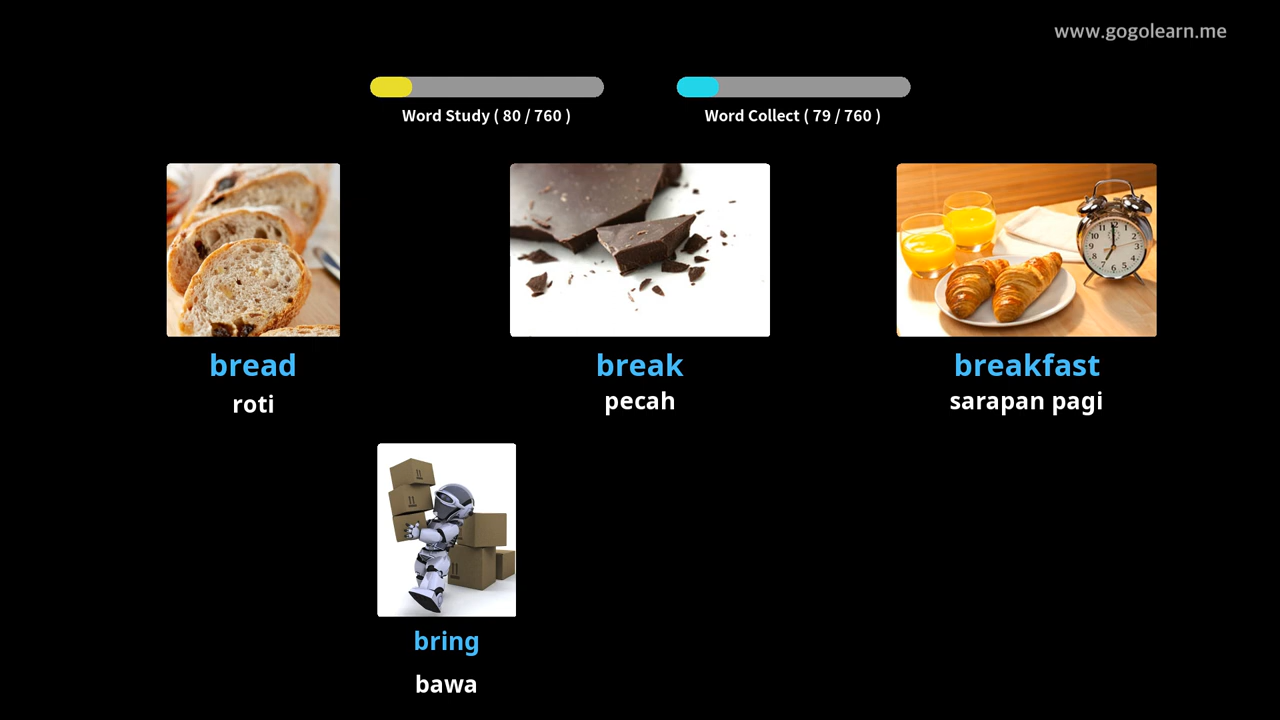 www.gogolearn.me
Word Study ( 80 / 760 )
Word Collect ( 79 / 760 )
bread
roti
break
pecah
breakfast
sarapan pagi
bring
bawa